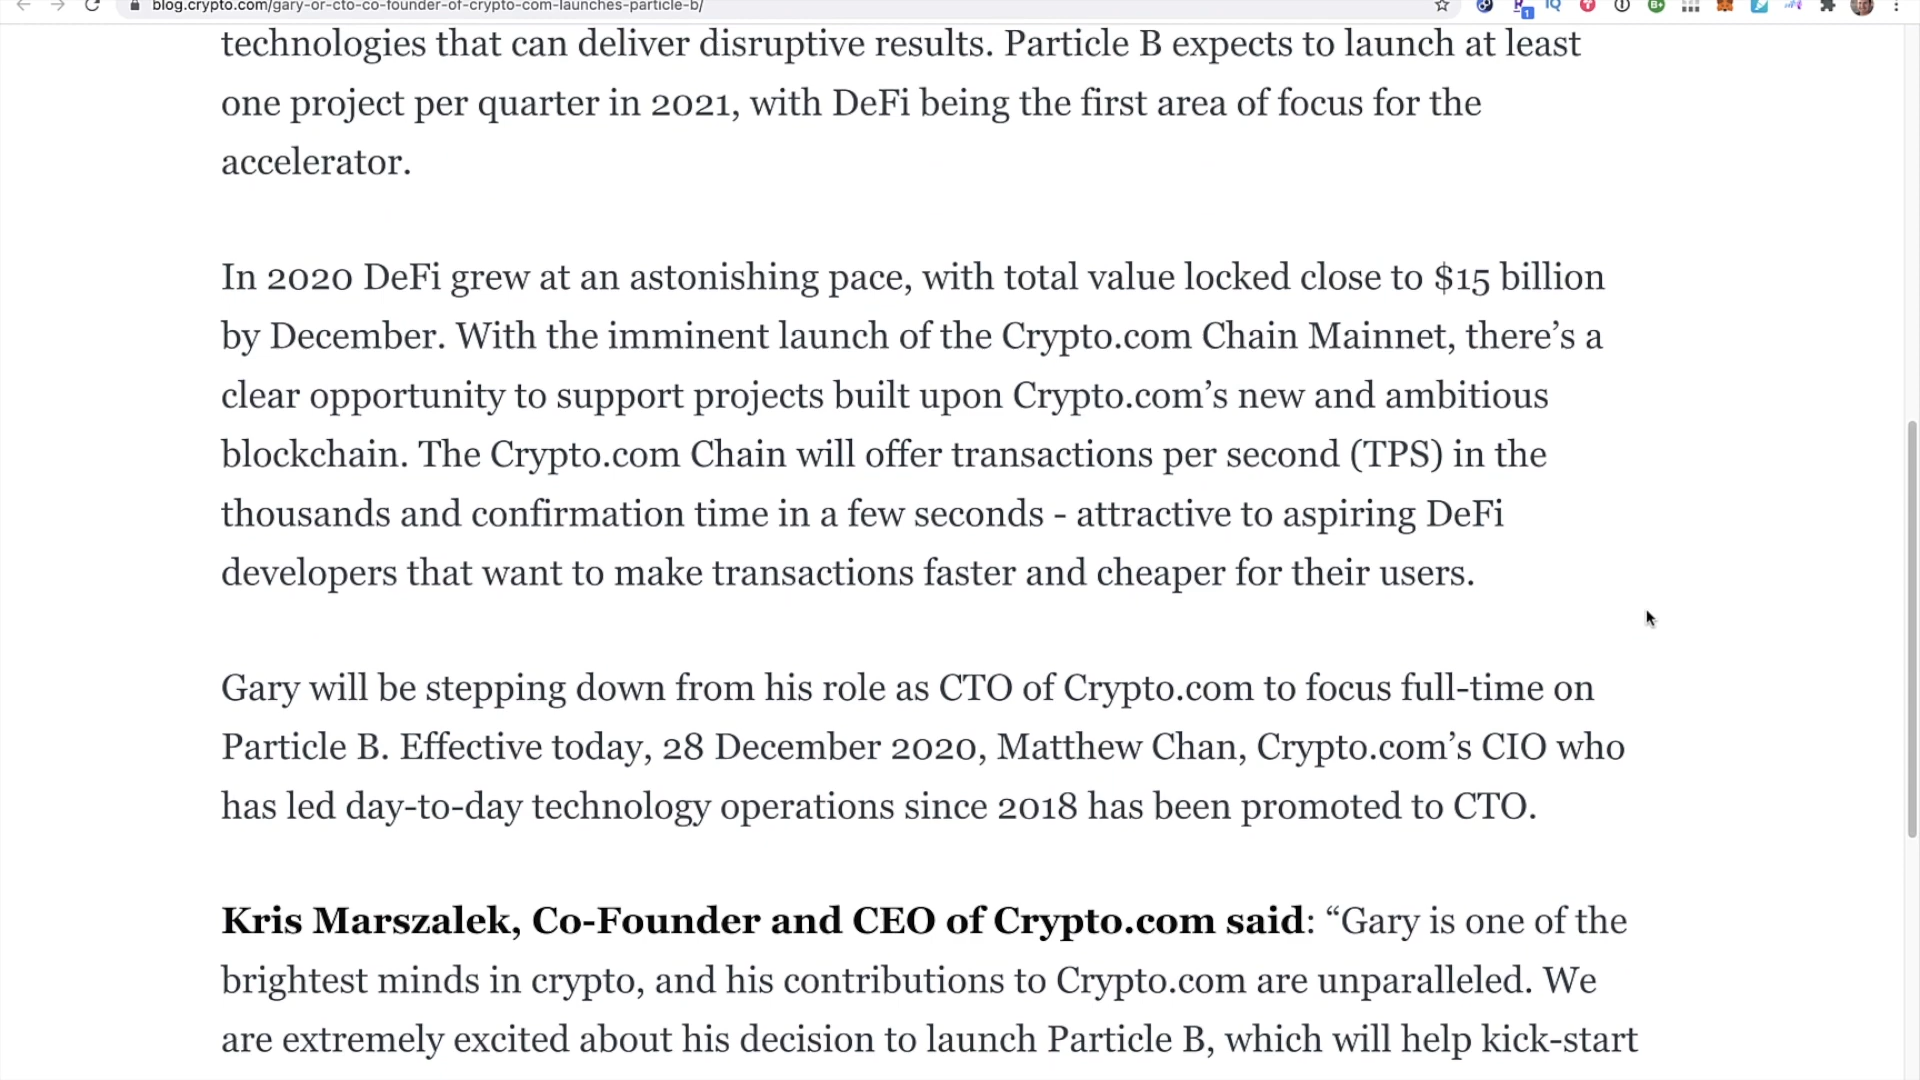 blog.crypto.com/gary-or-cto-co-founder-of-crypto-com-launches-particle-b/
technologies that can deliver disruptive results. Particle B expects to launch at least
one project per quarter in 2021, with DeFi being the first area of focus for the
accelerator.
In 2020 DeFi grew at an astonishing pace, with total value locked close to $15 billion
by December. With the imminent launch of the Crypto.com Chain Mainnet, there’s a
clear opportunity to support projects built upon Crypto.com’s new and ambitious
blockchain. The Crypto.com Chain will offer transactions per second (TPS) in the
thousands and confirmation time in a few seconds - attractive to aspiring DeFi
developers that want to make transactions faster and cheaper for their users.
Gary will be stepping down from his role as CTO of Crypto.com to focus full-time on
Particle B. Effective today, 28 December 2020, Matthew Chan, Crypto.com’s CIO who
has led day-to-day technology operations since 2018 has been promoted to CTO.
Kris Marszalek, Co-Founder and CEO of Crypto.com said: “Gary is one of the
brightest minds in crypto, and his contributions to Crypto.com are unparalleled. We
are extremely excited about his decision to launch Particle B, which will help kick-start